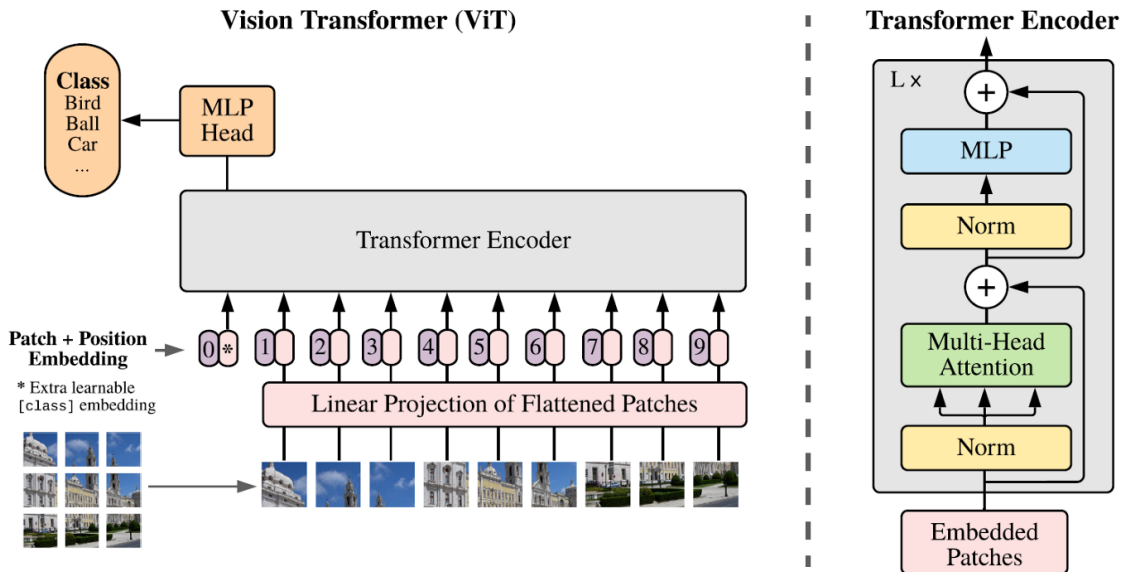 Vision Transformer (ViT)
Class
Bird
Ball
Car
...
MLP
Head
Transformer Encoder
Patch + Position
Embedding
0 * 1 2 3 4 5 6 7 8 9
* Extra learnable
[class] embedding
Linear Projection of Flattened Patches
Transformer Encoder
L ×
+
MLP
Norm
+
Multi-Head
Attention
Norm
Embedded
Patches